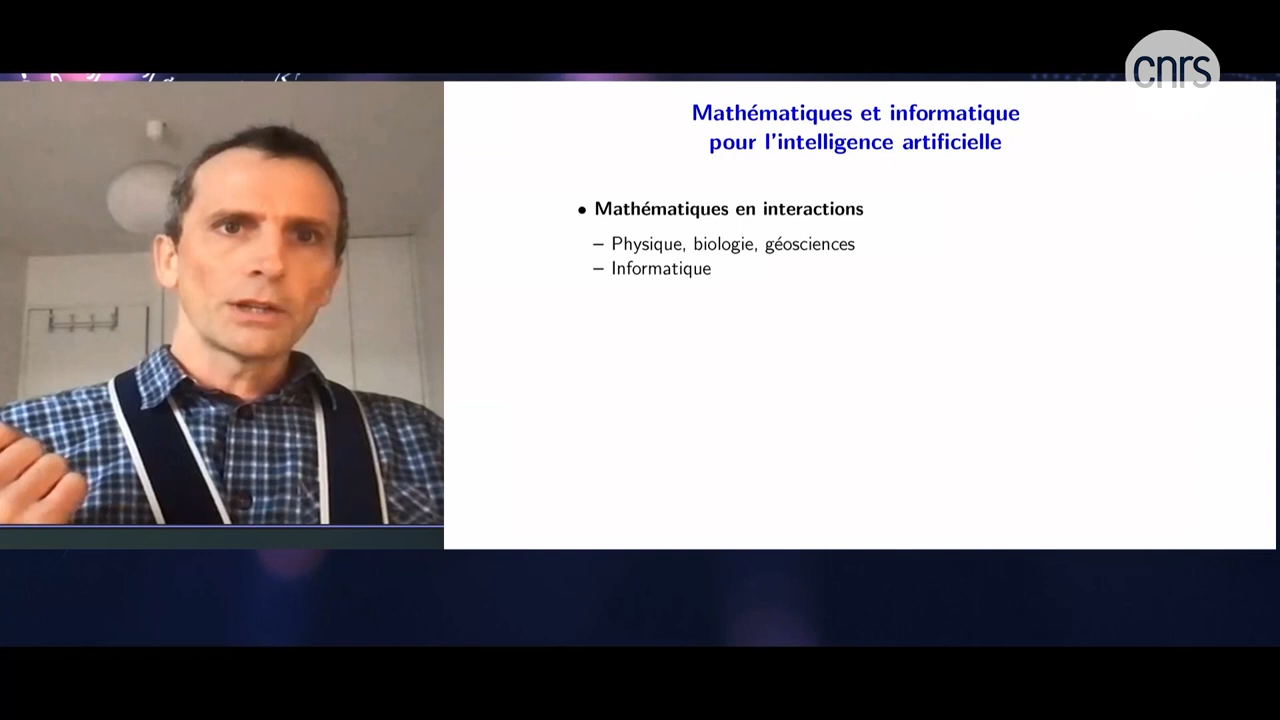 cnrs
Mathématiques et informatique
pour l'intelligence artificielle
• Mathématiques en interactions
– Physique, biologie, géosciences
– Informatique